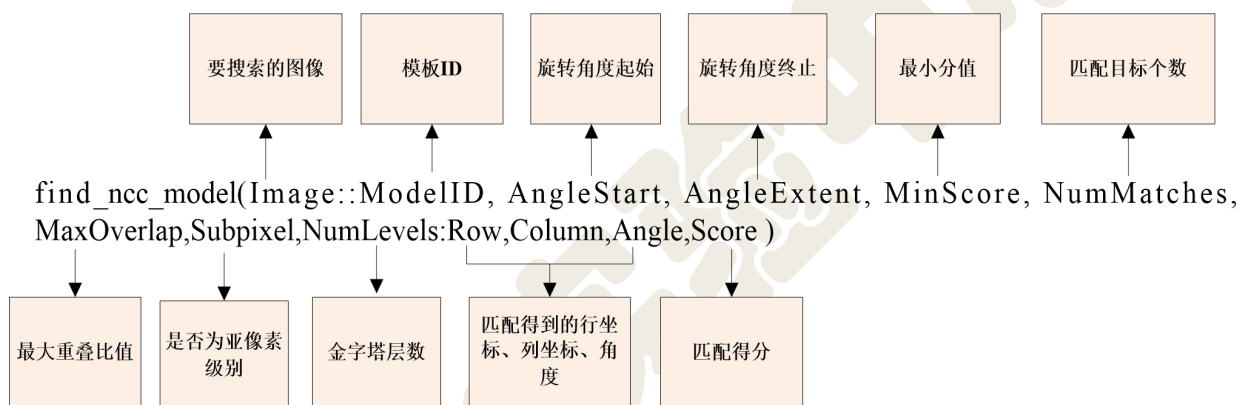 要搜索的图像
模板ID
旋转角度起始
旋转角度终止
最小分值
匹配目标个数
find_ncc_model(Image::ModelID, AngleStart, AngleExtent, MinScore, NumMatches,
MaxOverlap,Subpixel,NumLevels:Row,Column,Angle,Score )
最大重叠比值
是否为亚像素
级别
金字塔层数
匹配得到的行坐
标、列坐标、角
度
匹配得分